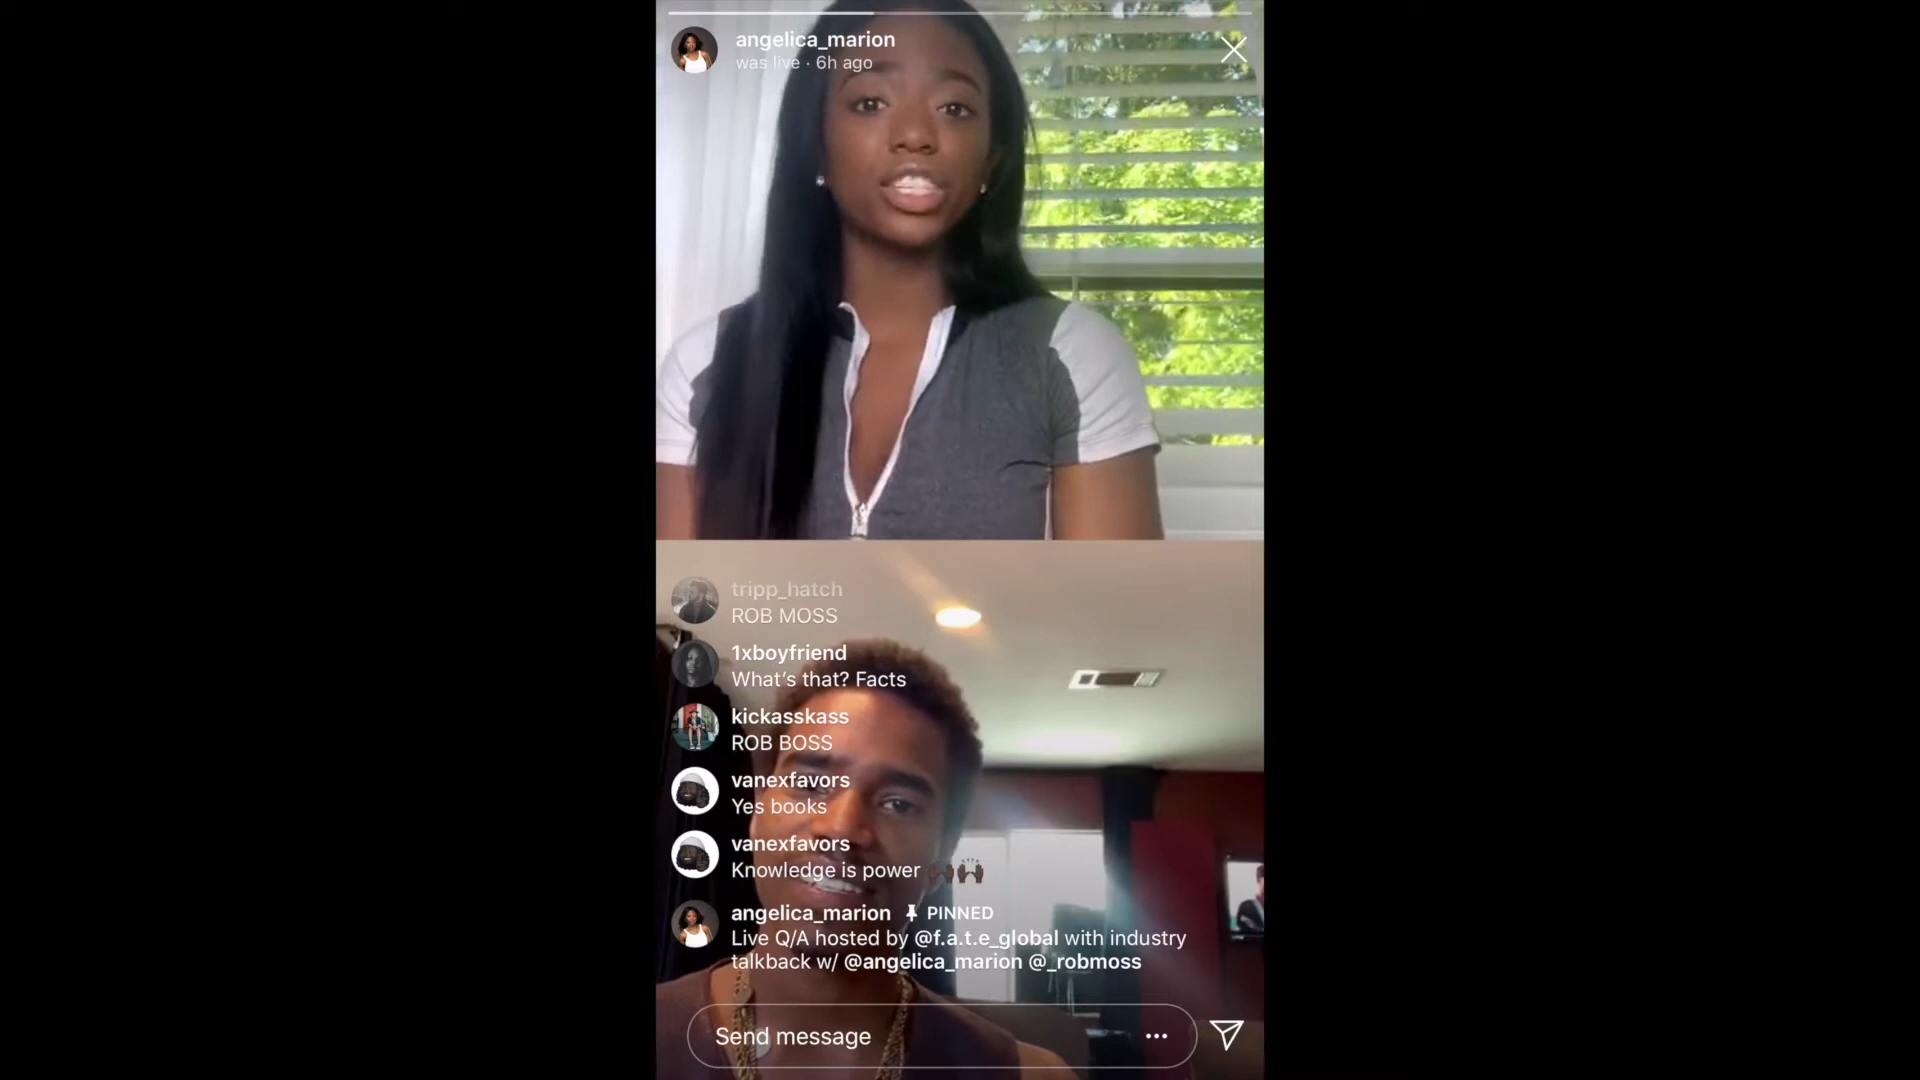 angelica_marion
was live · 6h ago
tripp_hatch
ROB MOSS
1xboyfriend
What's that? Facts
kickasskass
ROB BOSS
vanexfavors
Yes books
vanexfavors
Knowledge is power 🙌🏿🙌🏿
angelica_marion PINNED
Live Q/A hosted by @f.a.t.e_global with industry
talkback w/ @angelica_marion @_robmoss
Send message